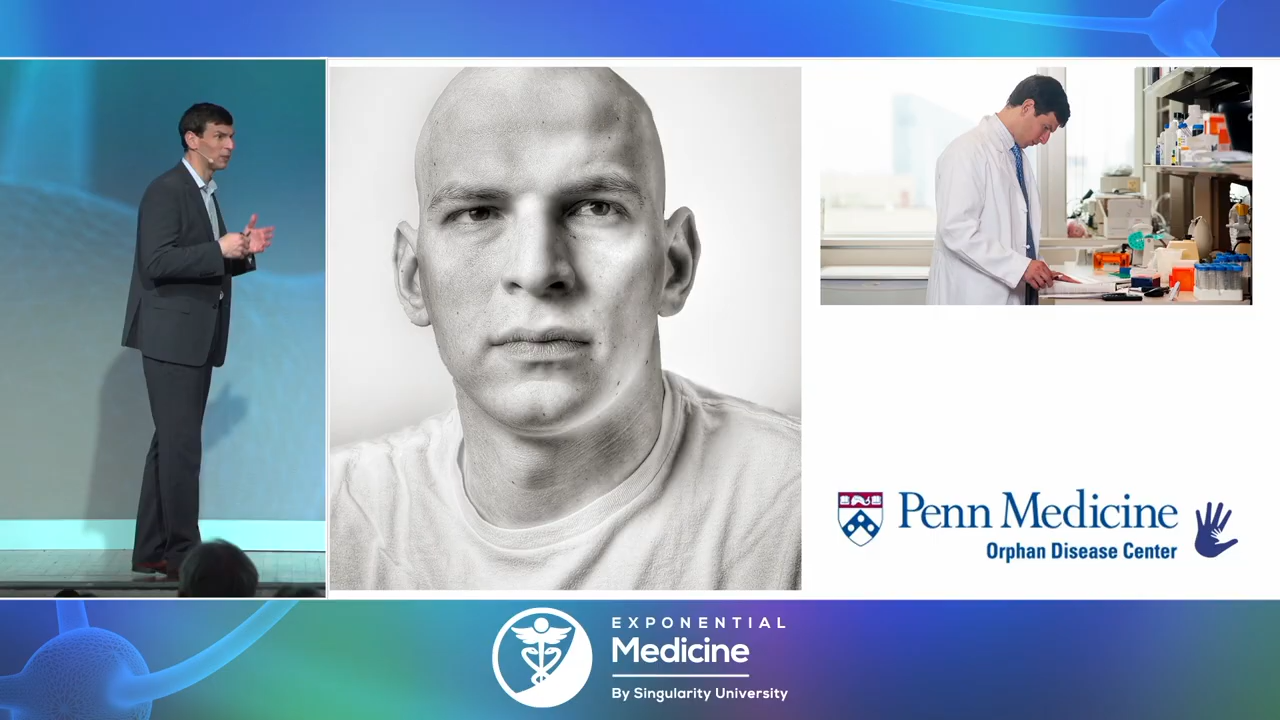 Penn Medicine
Orphan Disease Center
EXPONENTIAL
Medicine
By Singularity University